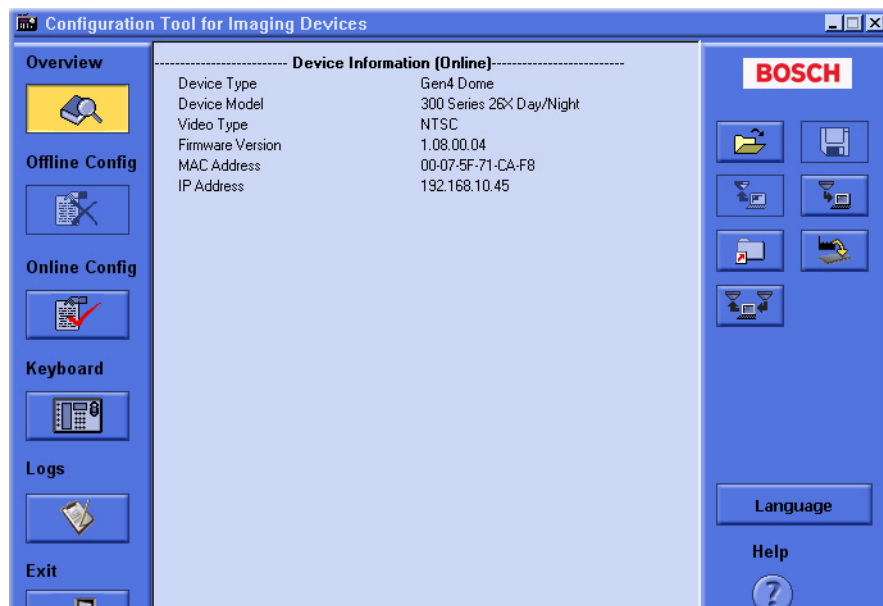 Configuration Tool for Imaging Devices
Overview
Offline Config
Online Config
Keyboard
Logs
Exit
------------------------- Device Information (Online)-------------------------
Device Type Gen4 Dome
Device Model 300 Series 26X Day/Night
Video Type NTSC
Firmware Version 1.08.00.04
MAC Address 00-07-5F-71-CA-F8
IP Address 192.168.10.45
BOSCH
Language
Help
?